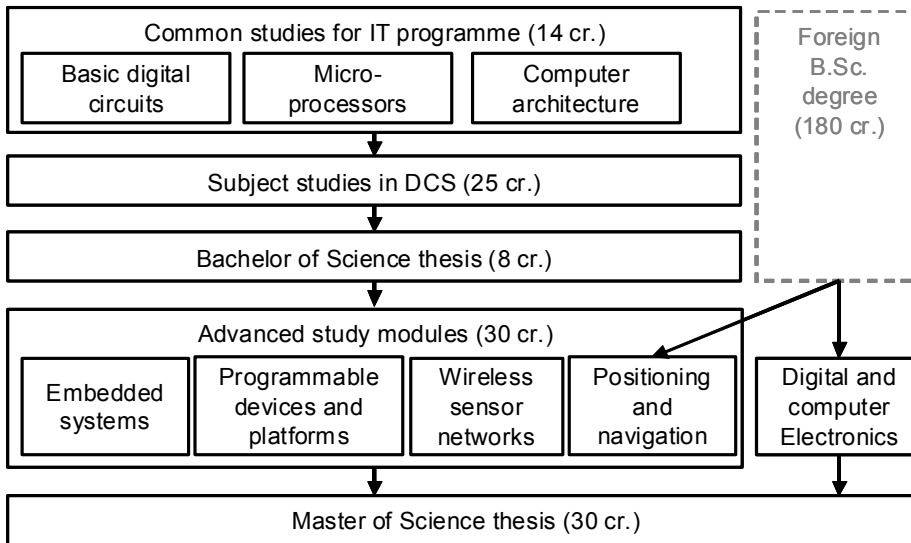 Common studies for IT programme (14 cr.)
Basic digital
circuits
Micro-
processors
Computer
architecture
Foreign
B.Sc.
degree
(180 cr.)
Subject studies in DCS (25 cr.)
Bachelor of Science thesis (8 cr.)
Advanced study modules (30 cr.)
Embedded
systems
Programmable
devices and
platforms
Wireless
sensor
networks
Positioning
and
navigation
Digital and
computer
Electronics
Master of Science thesis (30 cr.)